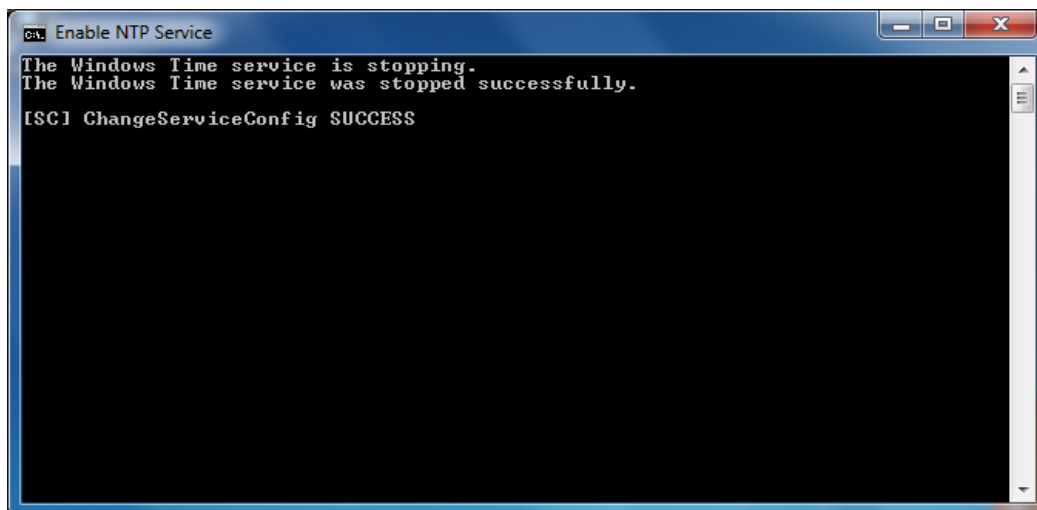 Enable NTP Service
The Windows Time service is stopping.
The Windows Time service was stopped successfully.
[SC] ChangeServiceConfig SUCCESS